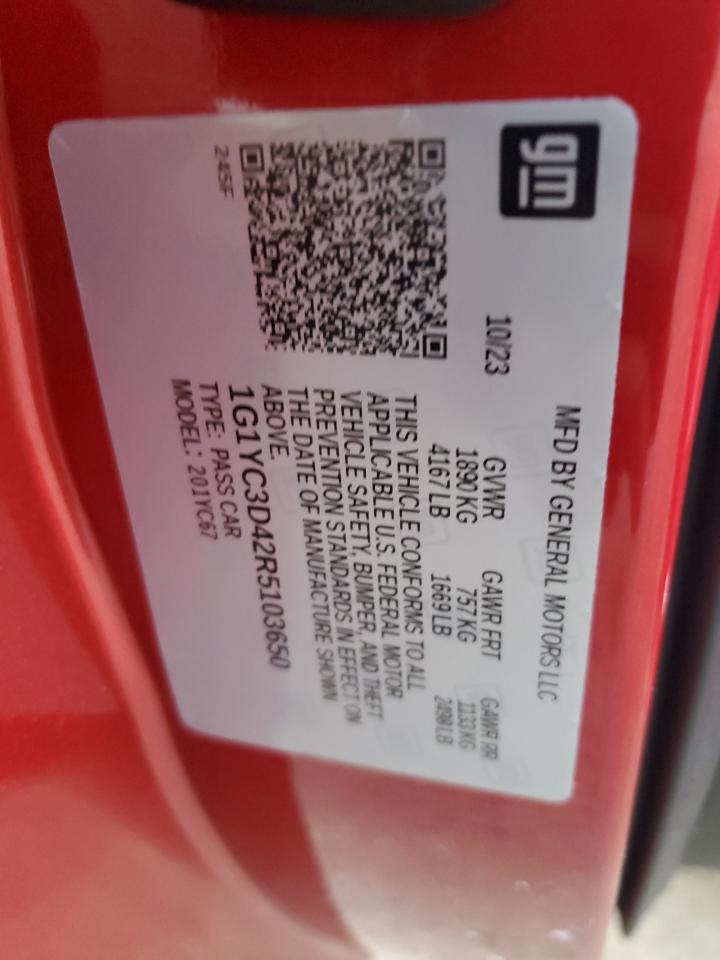 gm
MFD BY GENERAL MOTORS LLC
10/23
GVWR GAWR FRT GAWR RR
1890 KG 757 KG 1133 KG
4167 LB 1669 LB 2498 LB
THIS VEHICLE CONFORMS TO ALL
APPLICABLE U.S. FEDERAL MOTOR
VEHICLE SAFETY, BUMPER, AND THEFT
PREVENTION STANDARDS IN EFFECT ON
THE DATE OF MANUFACTURE SHOWN
ABOVE.
1G1YC3D42R5103650
TYPE: PASS CAR
MODEL: 201YC67
245F